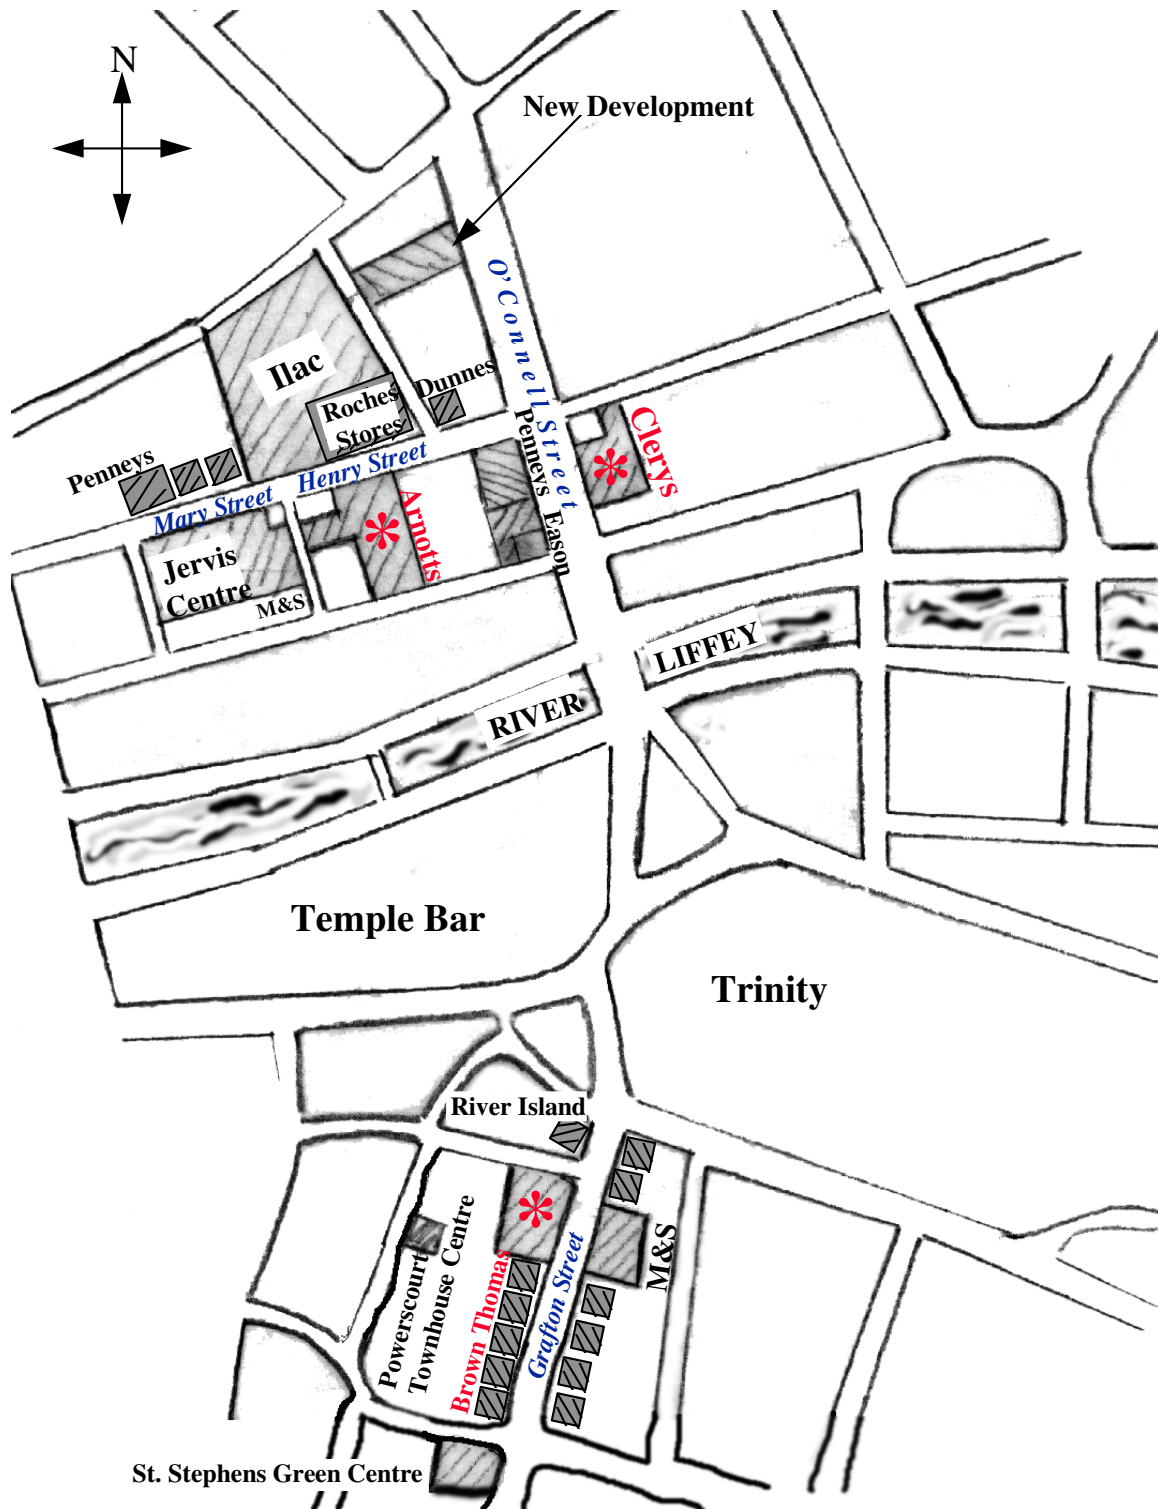 N
New Development
O'Connell Street
Ilac
Roches
Stores
Dunnes
Penneys
Henry Street
Mary Street
Penneys
Eason
Clerys
Arnotts
Jervis
Centre
M&S
LIFFEY
RIVER
Temple Bar
Trinity
River Island
Powerscourt
Townhouse Centre
Brown Thomas
Grafton Street
M&S
St. Stephens Green Centre